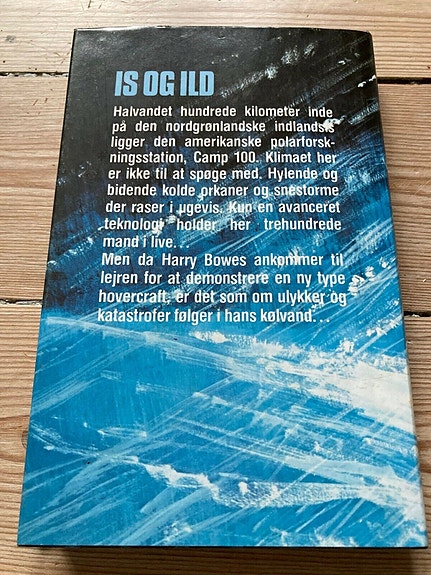 IS OG ILD
Halvandet hundrede kilometer inde
på den nordgrønlandske indlandsis
ligger den amerikanske polarforsk-
ningsstation, Camp 100. Klimaet her
er ikke til at spøge med. Hylende og
bidende kolde orkaner og snestorme
der raser i ugevis. Kun en avanceret
teknologi holder her trehundrede
mand i live. . .
Men da Harry Bowes ankommer til
lejren for at demonstrere en ny type
hovercraft, er det som om ulykker og
katastrofer følger i hans kølvand. . .